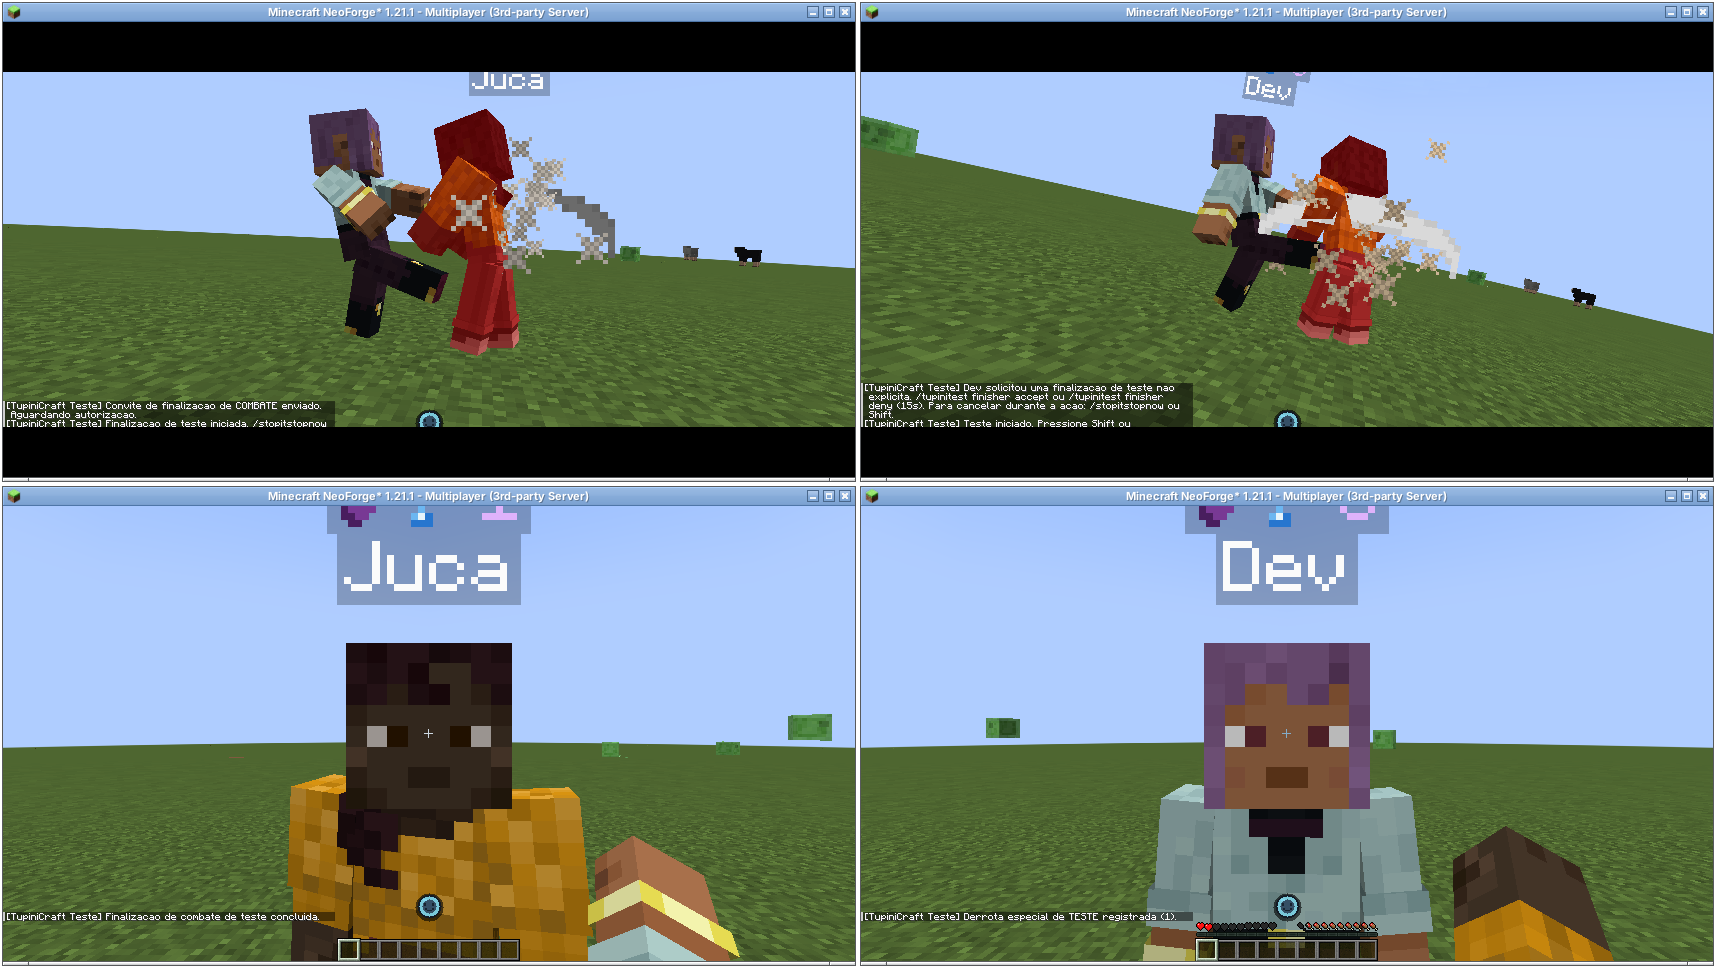 Minecraft NeoForge* 1.21.1 - Multiplayer (3rd-party Server)
Juca
[TupiniCraft Teste] Convite de finalizacao de COMBATE enviado.
Aguardando autorizacao.
[TupiniCraft Teste] Finalizacao de teste iniciada. /stopitstopnow
Minecraft NeoForge* 1.21.1 - Multiplayer (3rd-party Server)
Dev
[TupiniCraft Teste] Dev solicitou uma finalizacao de teste nao
explicita. /tupinitest finisher accept ou /tupinitest finisher
deny (15s). Para cancelar durante a acao: /stopitstopnow ou
Shift.
[TupiniCraft Teste] Teste iniciado. Pressione Shift ou
Minecraft NeoForge* 1.21.1 - Multiplayer (3rd-party Server)
Juca
[TupiniCraft Teste] Finalizacao de combate de teste concluida.
Minecraft NeoForge* 1.21.1 - Multiplayer (3rd-party Server)
Dev
[TupiniCraft Teste] Derrota especial de TESTE registrada (1).